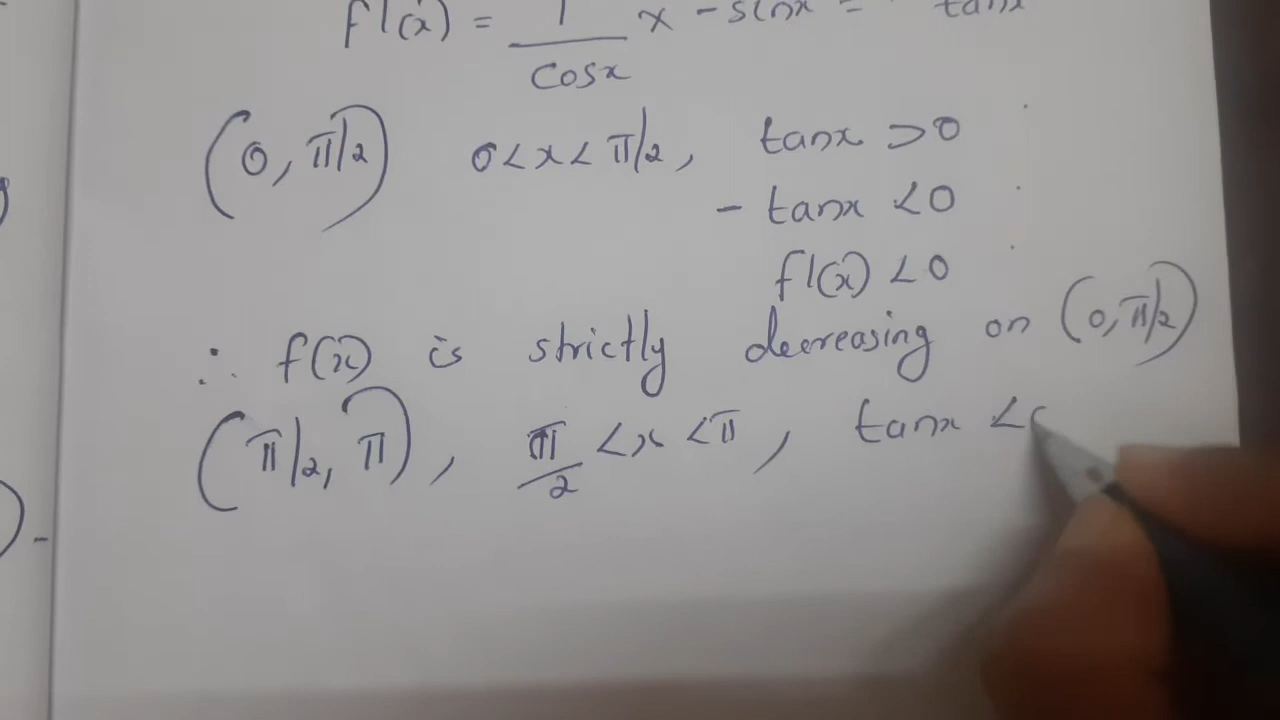 f'(x) = 1/cosx x -sinx = tanx
(0, π/2) 0<x<π/2, tanx >0
- tanx <0
f'(x) <0
∴ f(x) is strictly decreasing on (0, π/2)
(π/2, π), π/2 <x <π, tanx <